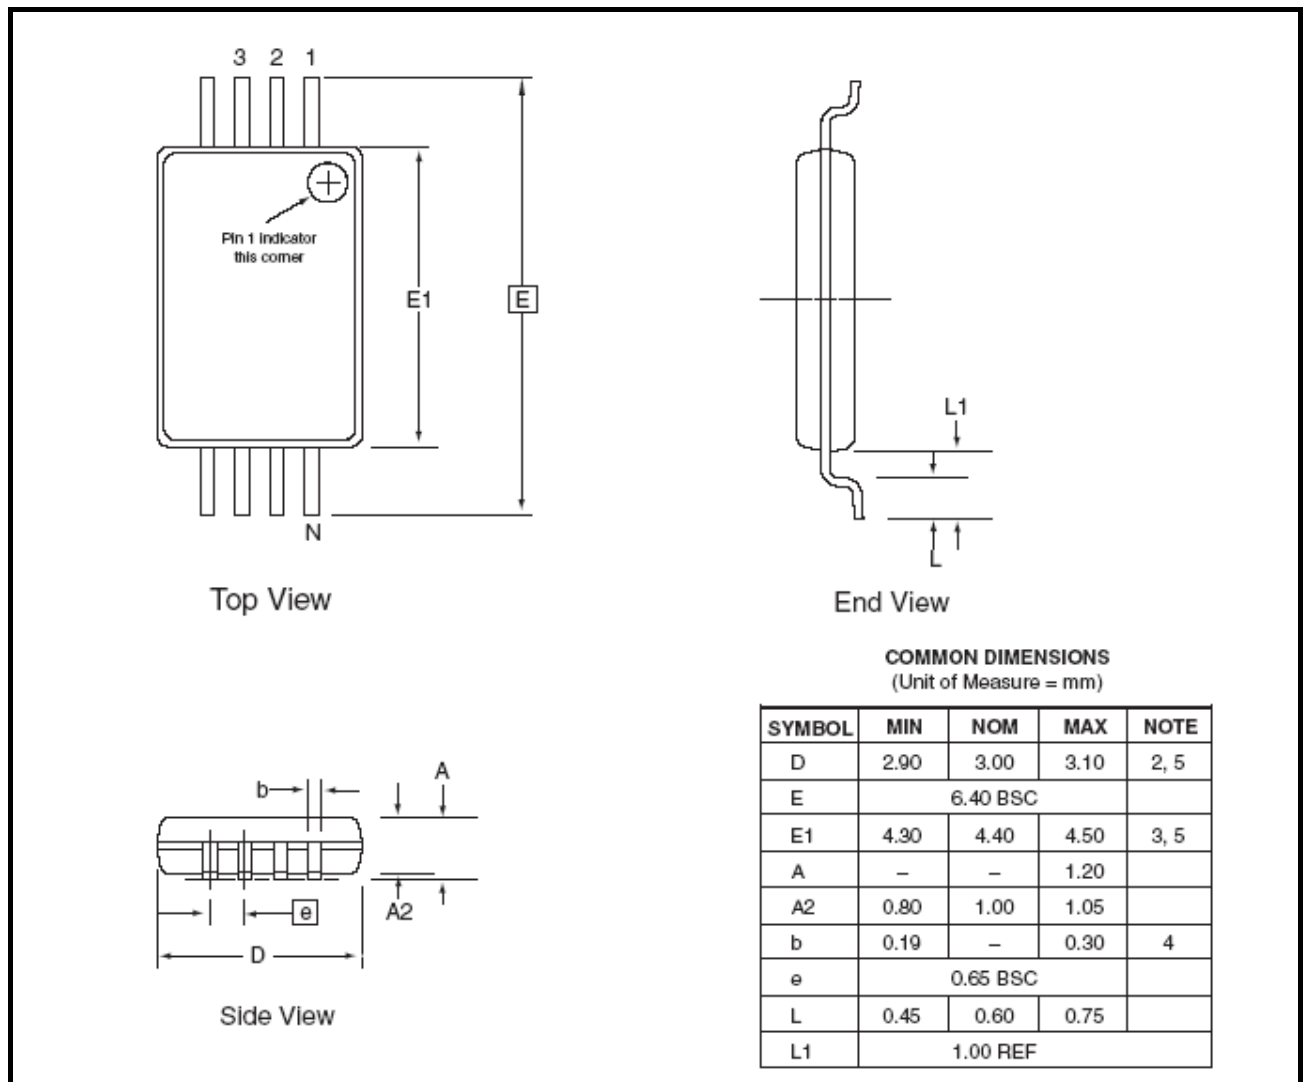 3 2 1
Pin 1 indicator
this corner
E1
E
N
Top View
L1
L
End View
A
b
A2
e
D
Side View
COMMON DIMENSIONS
(Unit of Measure = mm)
SYMBOL MIN NOM MAX NOTE
D 2.90 3.00 3.10 2, 5
E 6.40 BSC
E1 4.30 4.40 4.50 3, 5
A – – 1.20
A2 0.80 1.00 1.05
b 0.19 – 0.30 4
e 0.65 BSC
L 0.45 0.60 0.75
L1 1.00 REF